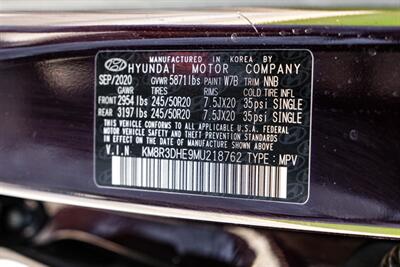 MANUFACTURED IN KOREA BY
HYUNDAI MOTOR COMPANY
SEP/2020 GVWR 5871lbs PAINT W7B TRIM NNB
GAWR TIRES RIMS COLD TIRE INFL
FRONT 2954 lbs 245/50R20 7.5JX20 35psi SINGLE
REAR 3197 lbs 245/50R20 7.5JX20 35psi SINGLE
THIS VEHICLE CONFORMS TO ALL APPLICABLE U.S.A FEDERAL
MOTOR VEHICLE SAFETY, BUMPER, AND THEFT PREVENTION
STANDARDS IN EFFECT ON THE DATE OF MANUFACTURE SHOWN ABOVE.
V.I.N: KM8R3DHE9MU218762 TYPE: MPV